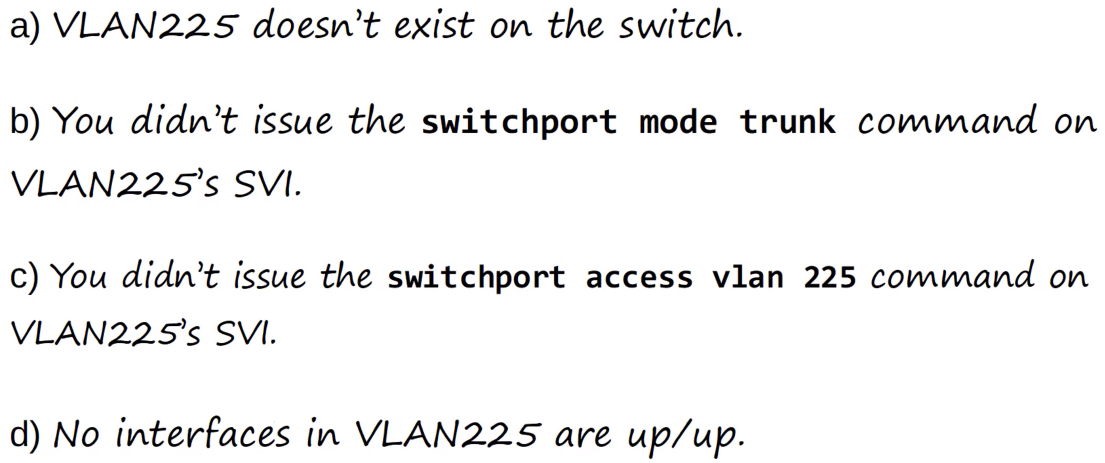 a) VLAN225 doesn't exist on the switch.
b) You didn't issue the switchport mode trunk command on
VLAN225's SVI.
c) You didn't issue the switchport access vlan 225 command on
VLAN225's SVI.
d) No interfaces in VLAN225 are up/up.